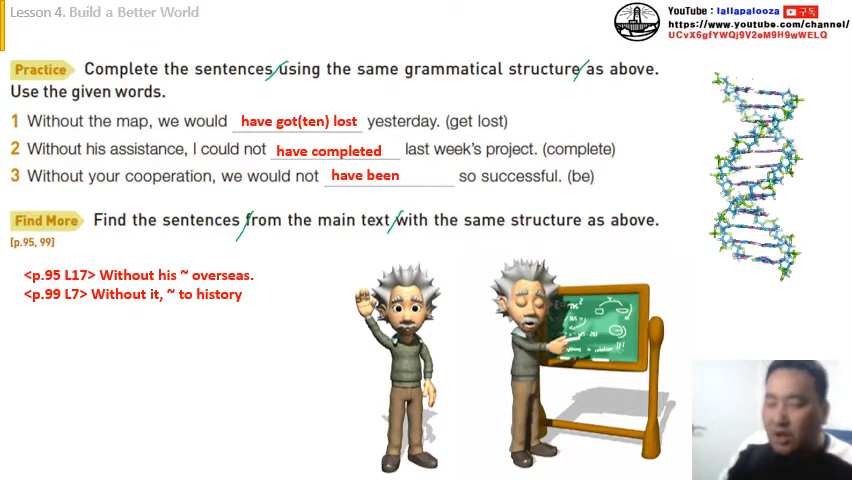 Lesson 4. Build a Better World
YouTube : lallapalooza 구독
https://www.youtube.com/channel/
UCvX6gfYWQj9V2eM9H9wWELQ
Practice Complete the sentences using the same grammatical structure as above.
Use the given words.
1 Without the map, we would have got(ten) lost yesterday. (get lost)
2 Without his assistance, I could not have completed last week's project. (complete)
3 Without your cooperation, we would not have been so successful. (be)
Find More Find the sentences from the main text with the same structure as above.
[p.95, 99]
<p.95 L17> Without his ~ overseas.
<p.99 L7> Without it, ~ to history